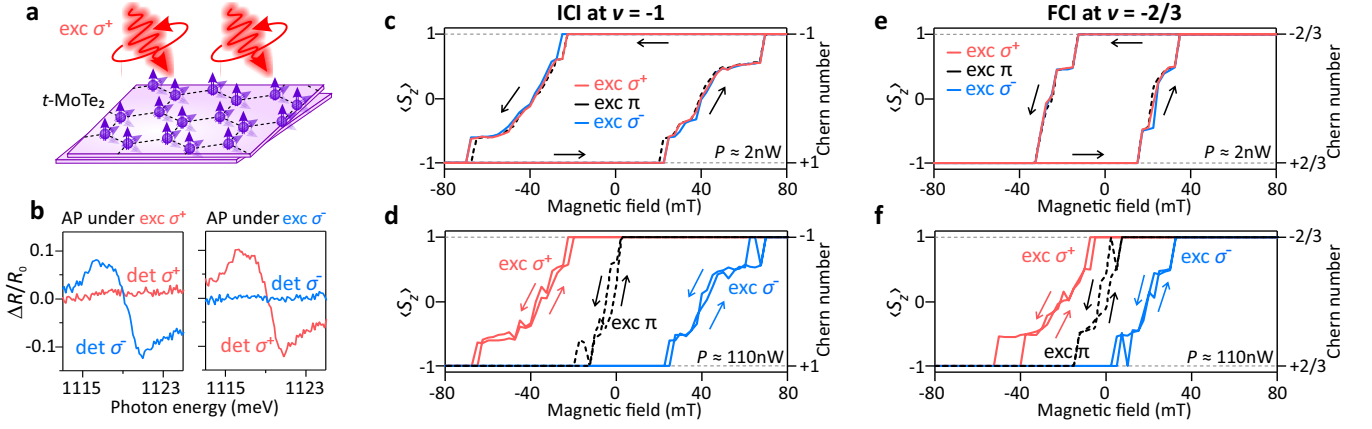 a
exc σ⁺
t-MoTe₂
b
AP under exc σ⁺
AP under exc σ⁻
ΔR/R₀
0.1
0.0
-0.1
det σ⁺
det σ⁻
det σ⁻
det σ⁺
1115
1123
1115
1123
Photon energy (meV)
c
ICI at v = -1
⟨Sz⟩
1
0
-1
exc σ⁺
exc π
exc σ⁻
P ≈ 2nW
-1
+1
Chern number
-80
-40
0
40
80
Magnetic field (mT)
d
⟨Sz⟩
1
0
-1
exc σ⁺
exc π
exc σ⁻
P ≈ 110nW
-1
+1
Chern number
-80
-40
0
40
80
Magnetic field (mT)
e
FCI at v = -2/3
⟨Sz⟩
1
0
-1
exc σ⁺
exc π
exc σ⁻
P ≈ 2nW
-2/3
+2/3
Chern number
-80
-40
0
40
80
Magnetic field (mT)
f
⟨Sz⟩
1
0
-1
exc σ⁺
exc π
exc σ⁻
P ≈ 110nW
-2/3
+2/3
Chern number
-80
-40
0
40
80
Magnetic field (mT)